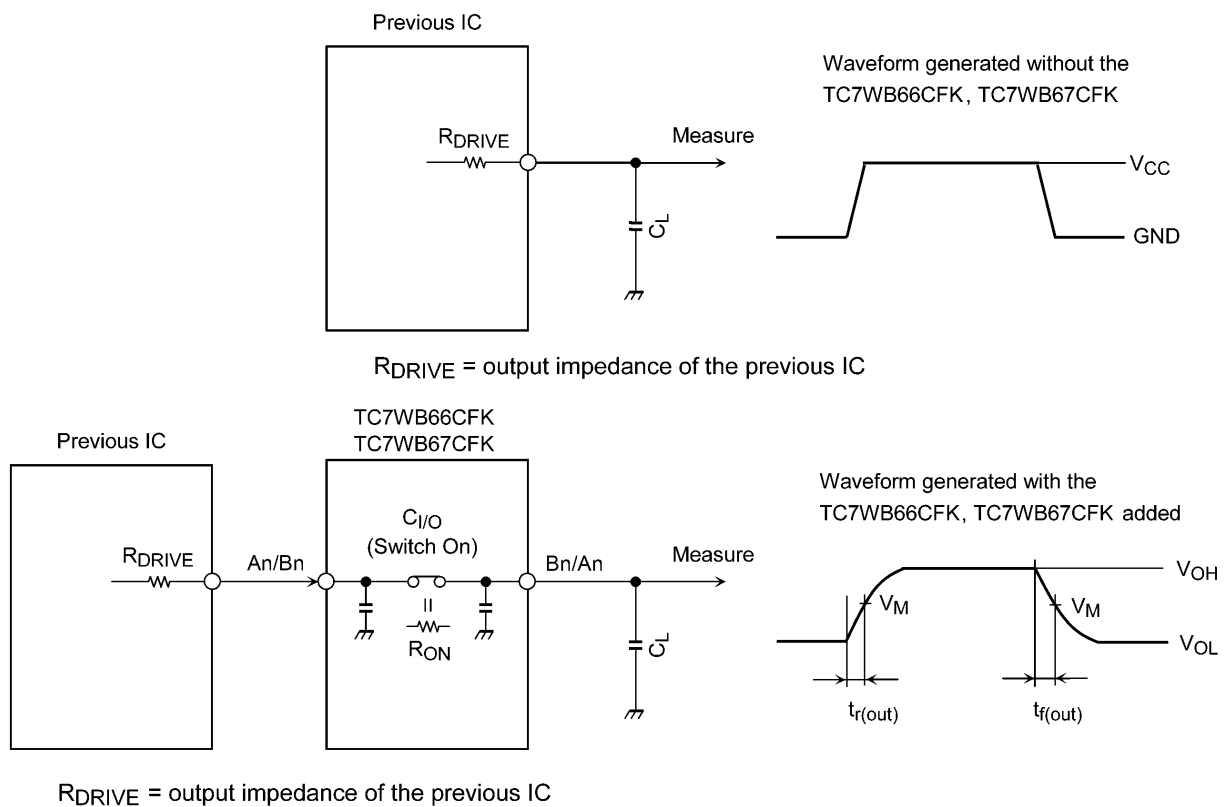 Previous IC
Waveform generated without the
TC7WB66CFK, TC7WB67CFK
RDRIVE
Measure
CL
VCC
GND
RDRIVE = output impedance of the previous IC
TC7WB66CFK
TC7WB67CFK
Previous IC
Waveform generated with the
TC7WB66CFK, TC7WB67CFK added
CI/O
(Switch On)
RDRIVE
An/Bn
Bn/An
Measure
RON
CL
VOH
VM
VM
VOL
tr(out)
tf(out)
RDRIVE = output impedance of the previous IC